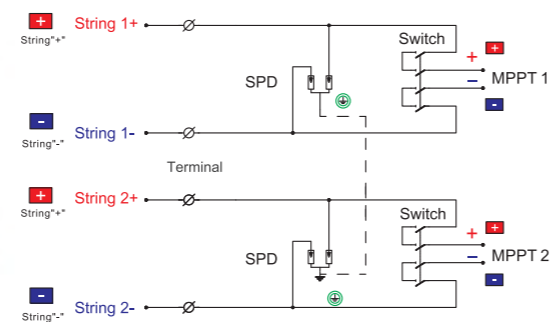 + String 1+
String"+"
Switch
+ +
SPD
MPPT 1
− -
- String 1-
String"-"
Terminal
+ String 2+
String"+"
Switch
+ +
SPD
MPPT 2
− -
- String 2-
String"-"